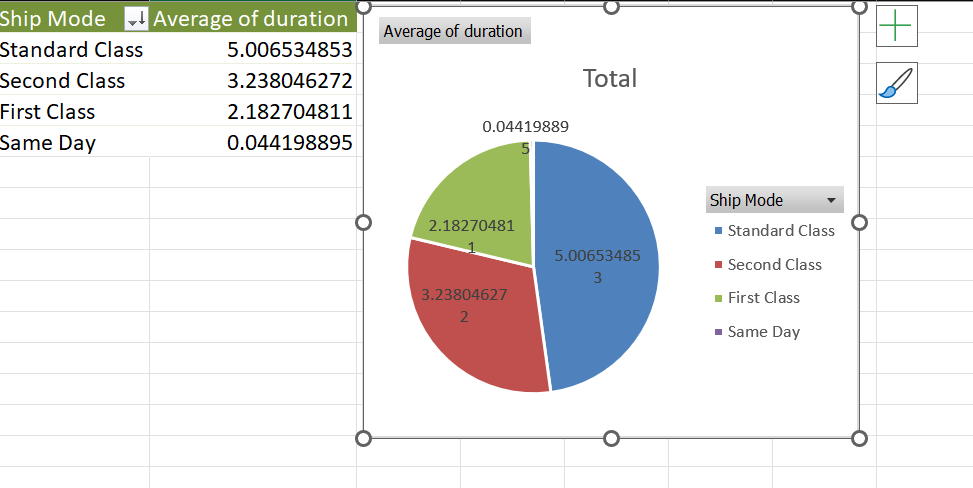 Ship Mode Average of duration
Standard Class 5.006534853
Second Class 3.238046272
First Class 2.182704811
Same Day 0.044198895
Average of duration
Total
0.04419889
5
2.18270481
1
5.00653485
3
3.23804627
2
Ship Mode
Standard Class
Second Class
First Class
Same Day